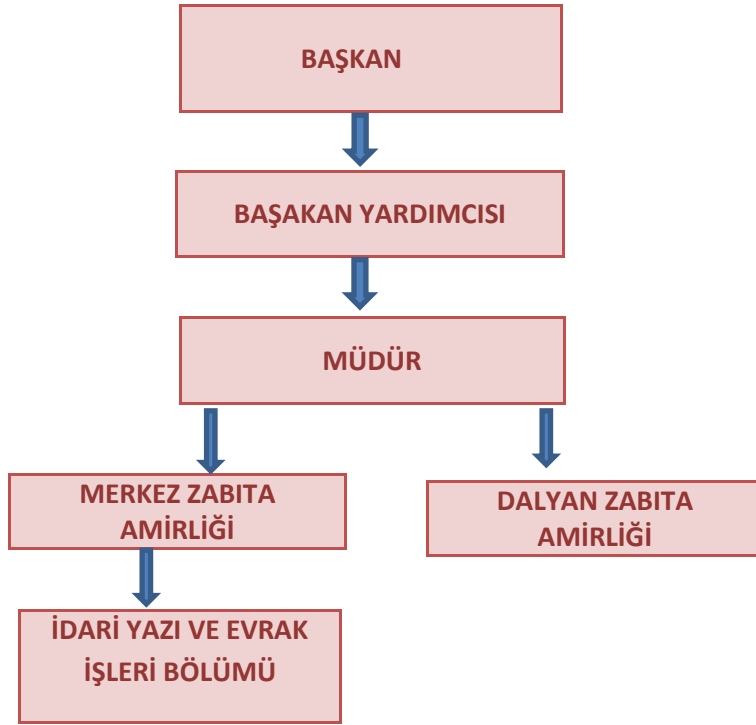 BAŞKAN
BAŞAKAN YARDIMCISI
MÜDÜR
MERKEZ ZABITA
AMİRLİĞİ
DALYAN ZABITA
AMİRLİĞİ
İDARİ YAZI VE EVRAK
İŞLERİ BÖLÜMÜ